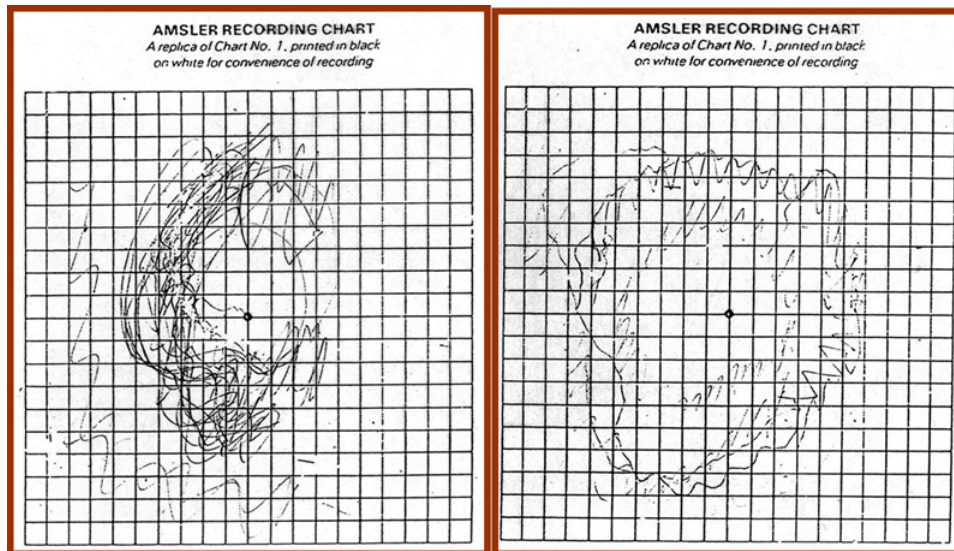 AMSLER RECORDING CHART
A replica of Chart No. 1, printed in black
on white for convenience of recording
AMSLER RECORDING CHART
A replica of Chart No. 1, printed in black
on white for convenience of recording